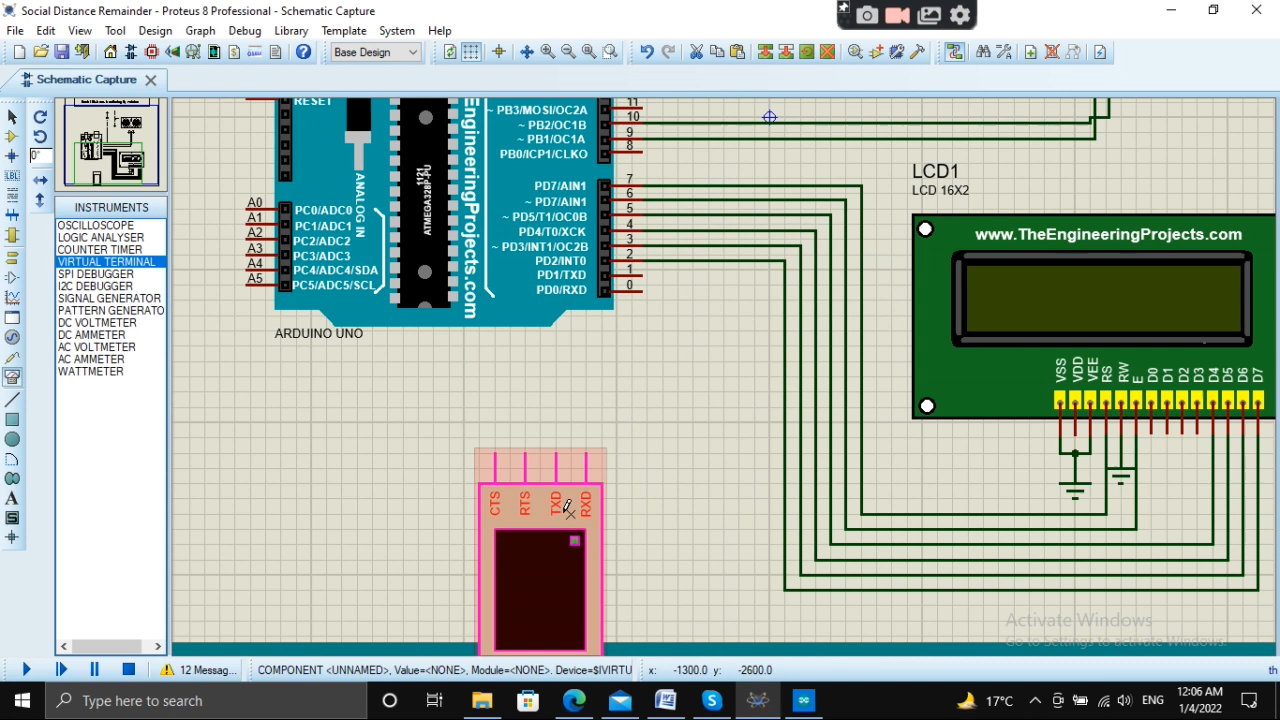 Social Distance Remainder - Proteus 8 Professional - Schematic Capture
File Edit View Tool Design Graph Debug Library Template System Help
Base Design
Schematic Capture
0°
INSTRUMENTS
OSCILLOSCOPE
LOGIC ANALYSER
COUNTER TIMER
VIRTUAL TERMINAL
SPI DEBUGGER
I2C DEBUGGER
SIGNAL GENERATOR
PATTERN GENERATO
DC VOLTMETER
DC AMMETER
AC VOLTMETER
AC AMMETER
WATTMETER
RESET
ANALOG IN
1121
ATMEGA328P-PU
EngineeringProjects.com
~ PB3/MOSI/OC2A 11
~ PB2/OC1B 10
~ PB1/OC1A 9
PB0/ICP1/CLKO 8
PD7/AIN1 7
~ PD7/AIN1 6
~ PD5/T1/OC0B 5
PD4/T0/XCK 4
~ PD3/INT1/OC2B 3
PD2/INT0 2
PD1/TXD 1
PD0/RXD 0
A0 PC0/ADC0
A1 PC1/ADC1
A2 PC2/ADC2
A3 PC3/ADC3
A4 PC4/ADC4/SDA
A5 PC5/ADC5/SCL
ARDUINO UNO
LCD1
LCD 16X2
www.TheEngineeringProjects.com
VSS VDD VEE RS RW E D0 D1 D2 D3 D4 D5 D6 D7
CTS RTS TXD RXD
Activate Windows
Go to Settings to activate Windows.
12 Messag...
COMPONENT <UNNAMED>, Value=<NONE>, Module=<NONE>, Device=$IVIRTU
x: -1300.0 y: -2600.0
th
Type here to search
17°C
ENG
12:06 AM
1/4/2022